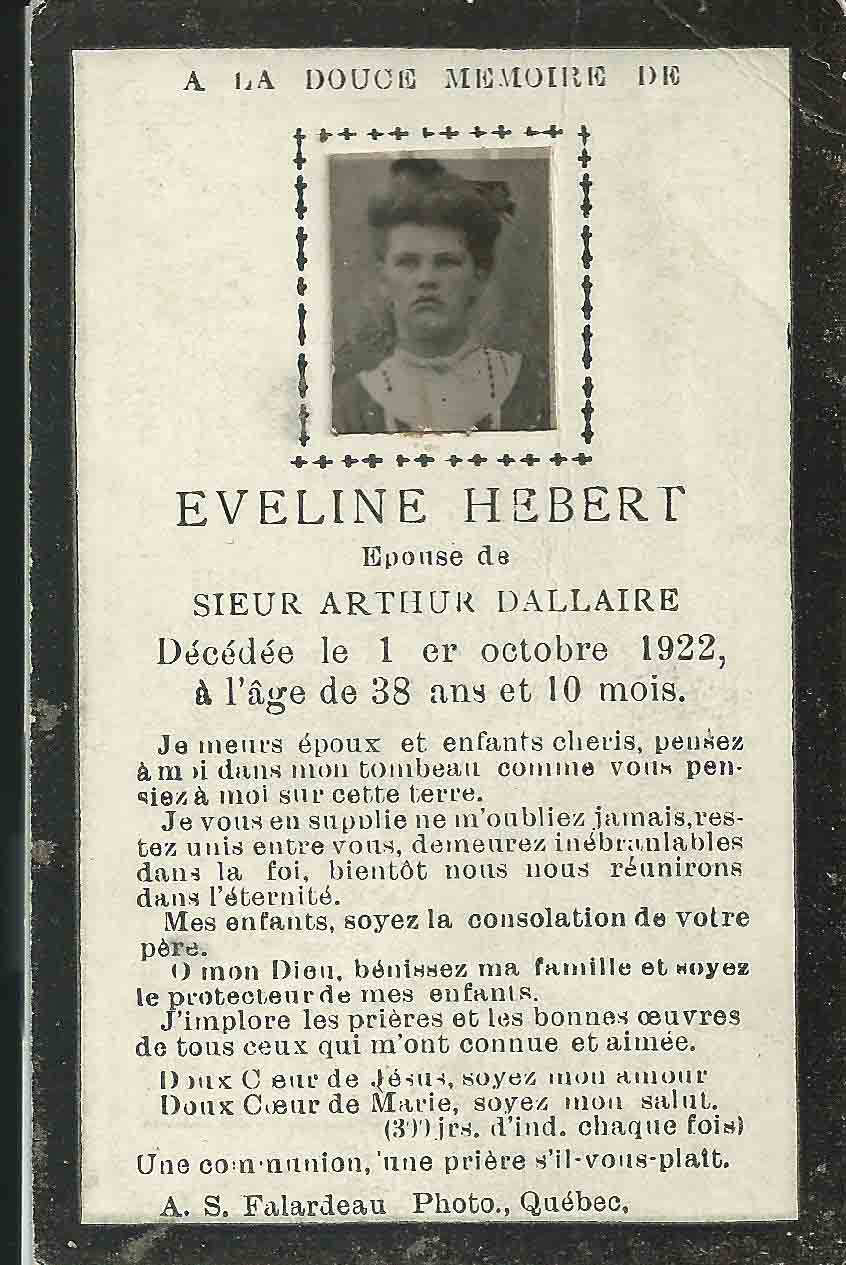 A LA DOUCE MEMOIRE DE
EVELINE HEBERT
Epouse de
SIEUR ARTHUR DALLAIRE
Décédée le 1 er octobre 1922,
à l'âge de 38 ans et 10 mois.
Je meurs époux et enfants cheris, pensez
à moi dans mon tombeau comme vous pen-
siez à moi sur cette terre.
Je vous en supplie ne m'oubliez jamais, res-
tez unis entre vous, demeurez inébranlables
dans la foi, bientôt nous nous réunirons
dans l'éternité.
Mes enfants, soyez la consolation de votre
père.
O mon Dieu, bénissez ma famille et soyez
le protecteur de mes enfants.
J'implore les prières et les bonnes œuvres
de tous ceux qui m'ont connue et aimée.
Doux Cœur de Jésus, soyez mon amour
Doux Cœur de Marie, soyez mon salut.
(300 jrs. d'ind. chaque fois)
Une communion, une prière s'il-vous-plaît.
A. S. Falardeau Photo., Québec,